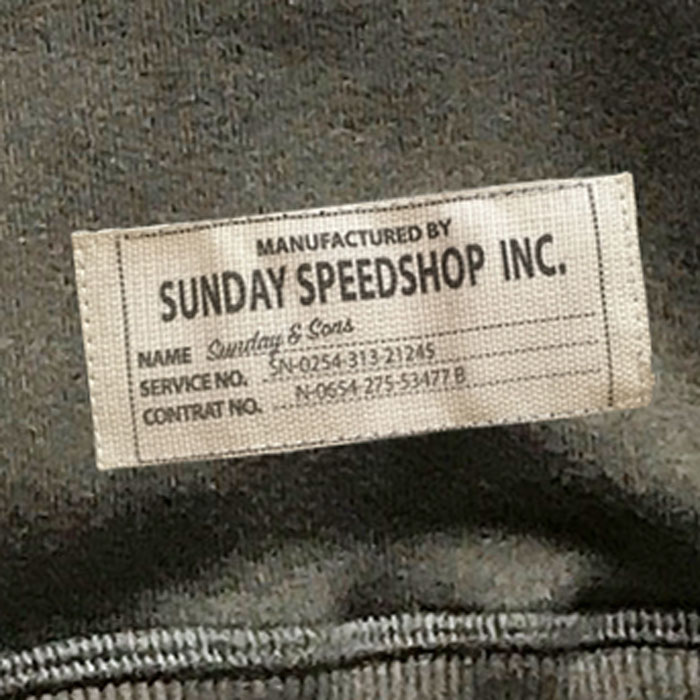 MANUFACTURED BY
SUNDAY SPEEDSHOP INC.
NAME Sunday & Sons
SERVICE NO. SN-0254-313-21245
CONTRAT NO. N-0654-275-53477 B